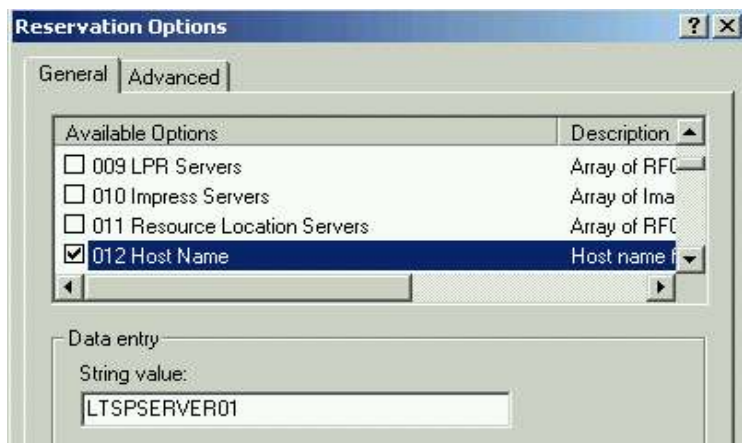 Reservation Options
General Advanced
Available Options Description
009 LPR Servers Array of RFC
010 Impress Servers Array of Ima
011 Resource Location Servers Array of RFC
012 Host Name Host name f
Data entry
String value:
LTSPSERVER01